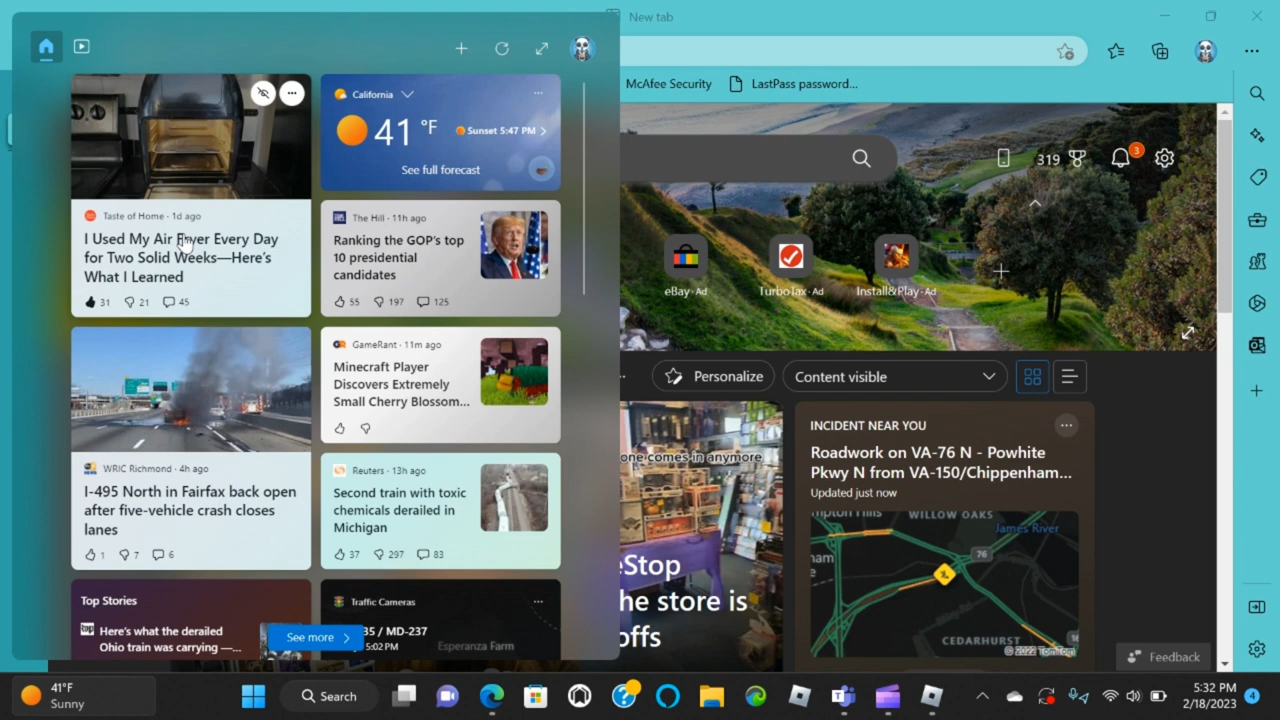 New tab
McAfee Security
LastPass password...
Taste of Home · 1d ago
I Used My Air Fryer Every Day
for Two Solid Weeks—Here's
What I Learned
31
21
45
California
41 °F
Sunset 5:47 PM
See full forecast
The Hill · 11h ago
Ranking the GOP's top
10 presidential
candidates
55
197
125
WRIC Richmond · 4h ago
I-495 North in Fairfax back open
after five-vehicle crash closes
lanes
1
7
6
GameRant · 11m ago
Minecraft Player
Discovers Extremely
Small Cherry Blossom...
Reuters · 13h ago
Second train with toxic
chemicals derailed in
Michigan
37
297
83
Top Stories
Here's what the derailed
Ohio train was carrying —...
See more
Traffic Cameras
/ MD-237
5:02 PM
Esperanza Farm
319
3
eBay · Ad
TurboTax · Ad
Install&Play · Ad
Personalize
Content visible
one comes in anymore
eStop
he store is
offs
INCIDENT NEAR YOU
Roadwork on VA-76 N - Powhite
Pkwy N from VA-150/Chippenham...
Updated just now
WILLOW OAKS
James River
76
CEDARHURST
© 2022 TomTom
Feedback
41°F
Sunny
Search
5:32 PM
2/18/2023
4